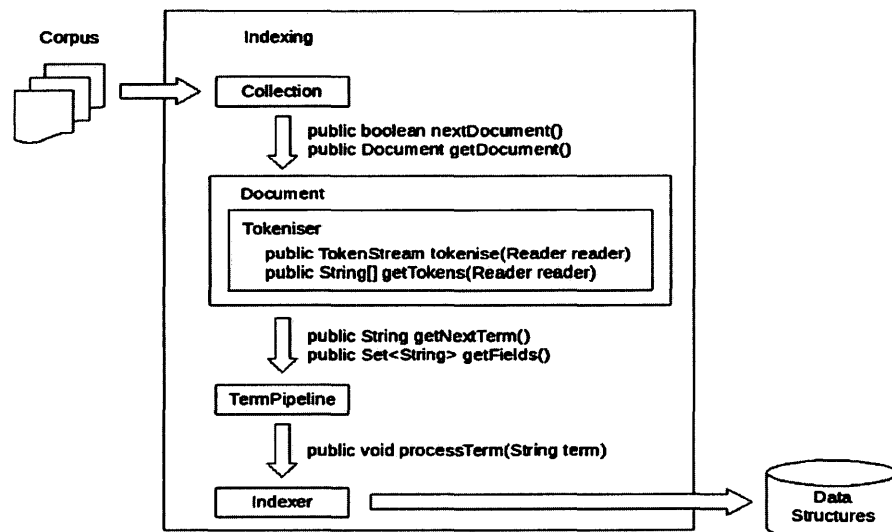 Corpus
Indexing
Collection
public boolean nextDocument()
public Document getDocument()
Document
Tokeniser
public TokenStream tokenise(Reader reader)
public String[] getTokens(Reader reader)
public String getNextTerm()
public Set<String> getFields()
TermPipeline
public void processTerm(String term)
Indexer
Data
Structures